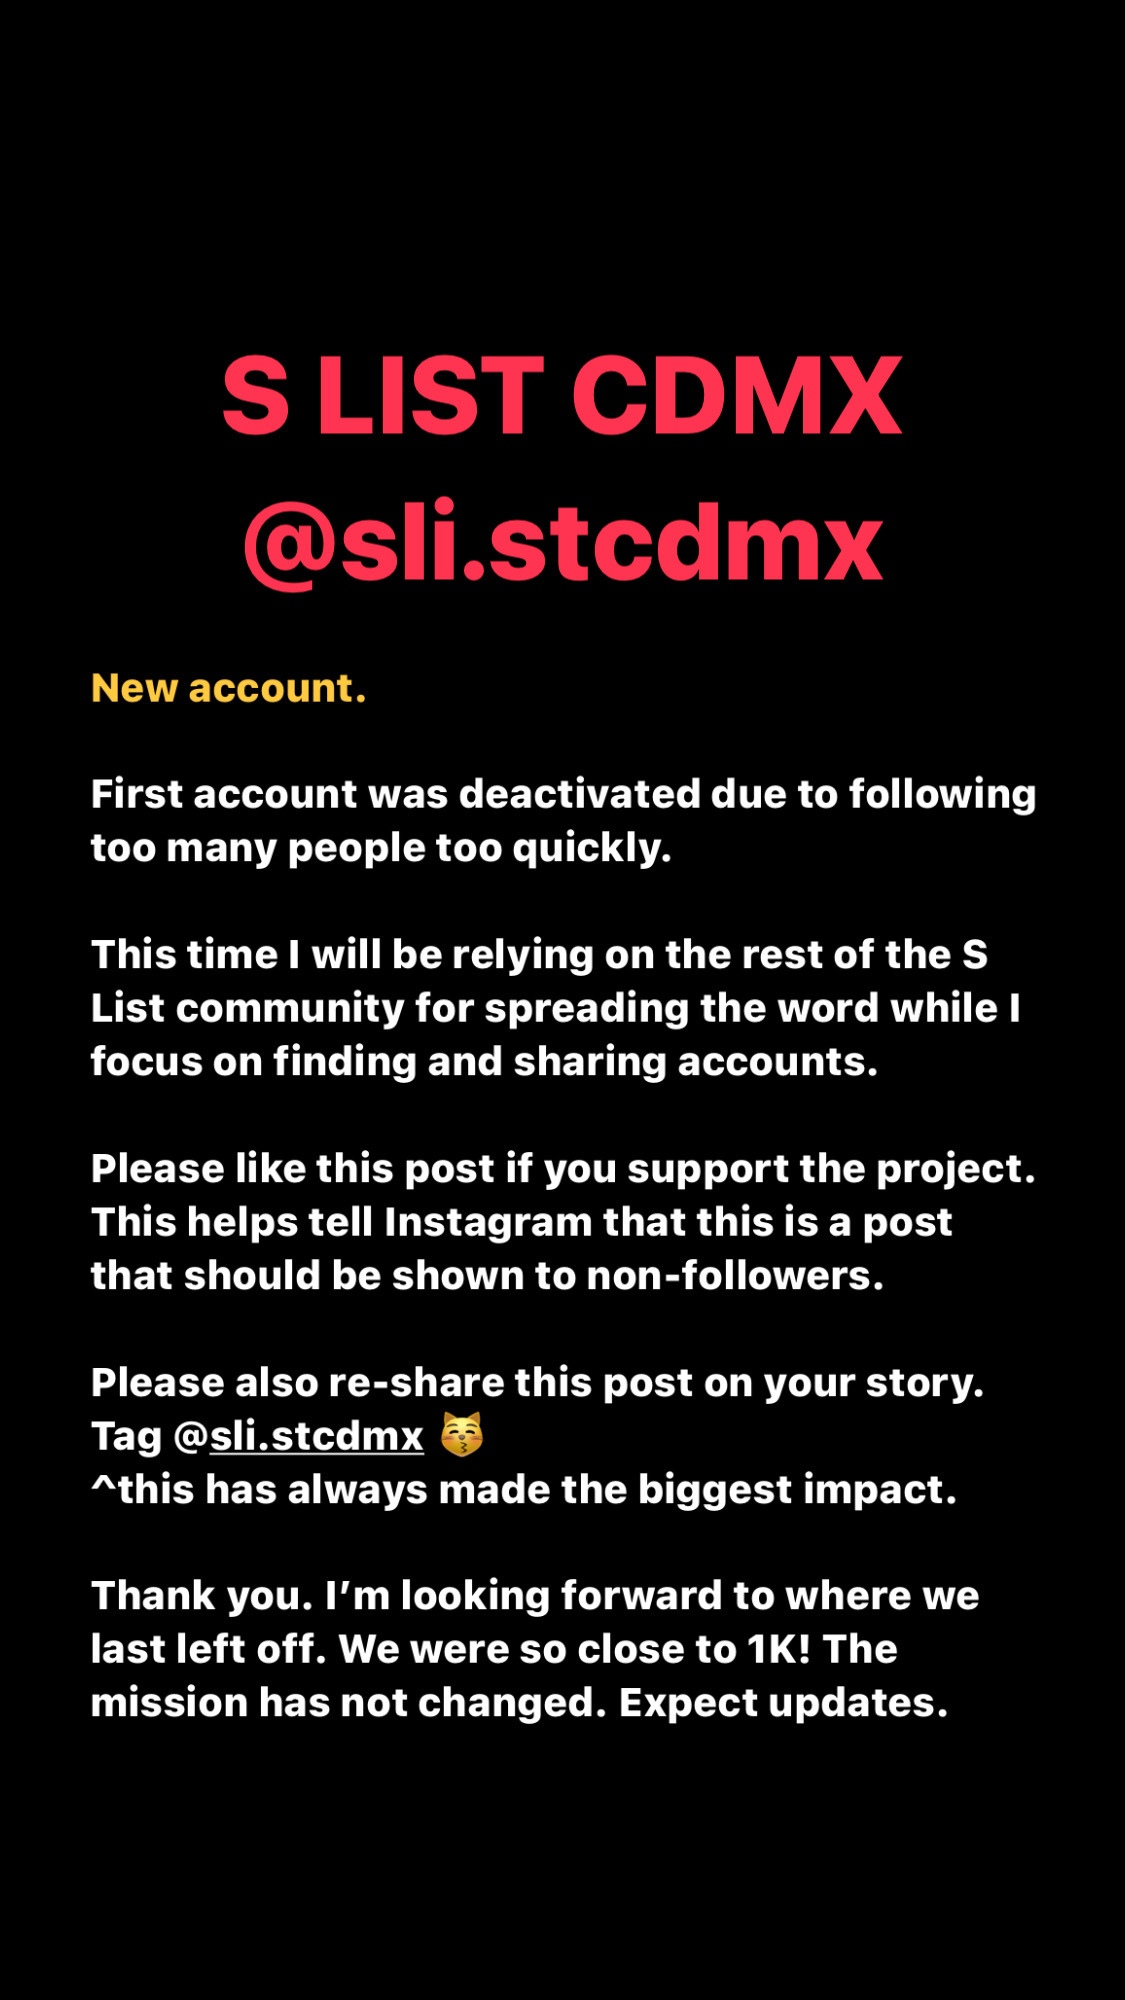 S LIST CDMX
@sli.stcdmx
New account.
First account was deactivated due to following
too many people too quickly.
This time I will be relying on the rest of the S
List community for spreading the word while I
focus on finding and sharing accounts.
Please like this post if you support the project.
This helps tell Instagram that this is a post
that should be shown to non-followers.
Please also re-share this post on your story.
Tag @sli.stcdmx 😽
^this has always made the biggest impact.
Thank you. I’m looking forward to where we
last left off. We were so close to 1K! The
mission has not changed. Expect updates.